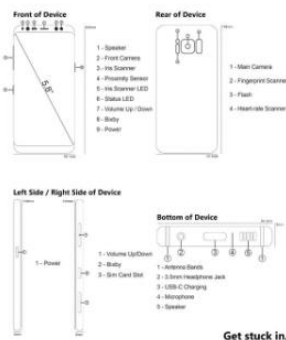 Front of Device
5.8"
1 - Speaker
2 - Front Camera
3 - Iris Scanner
4 - Proximity Sensor
5 - Iris Scanner LED
6 - Status LED
7 - Volume Up / Down
8 - Bixby
9 - Power
Rear of Device
1 - Main Camera
2 - Fingerprint Scanner
3 - Flash
4 - Heartrate Scanner
Left Side / Right Side of Device
1 - Power
1 - Volume Up/Down
2 - Bixby
3 - Sim Card Slot
Bottom of Device
1 - Antenna Bands
2 - 3.5mm Headphone Jack
3 - USB-C Charging
4 - Microphone
5 - Speaker
Get stuck in.